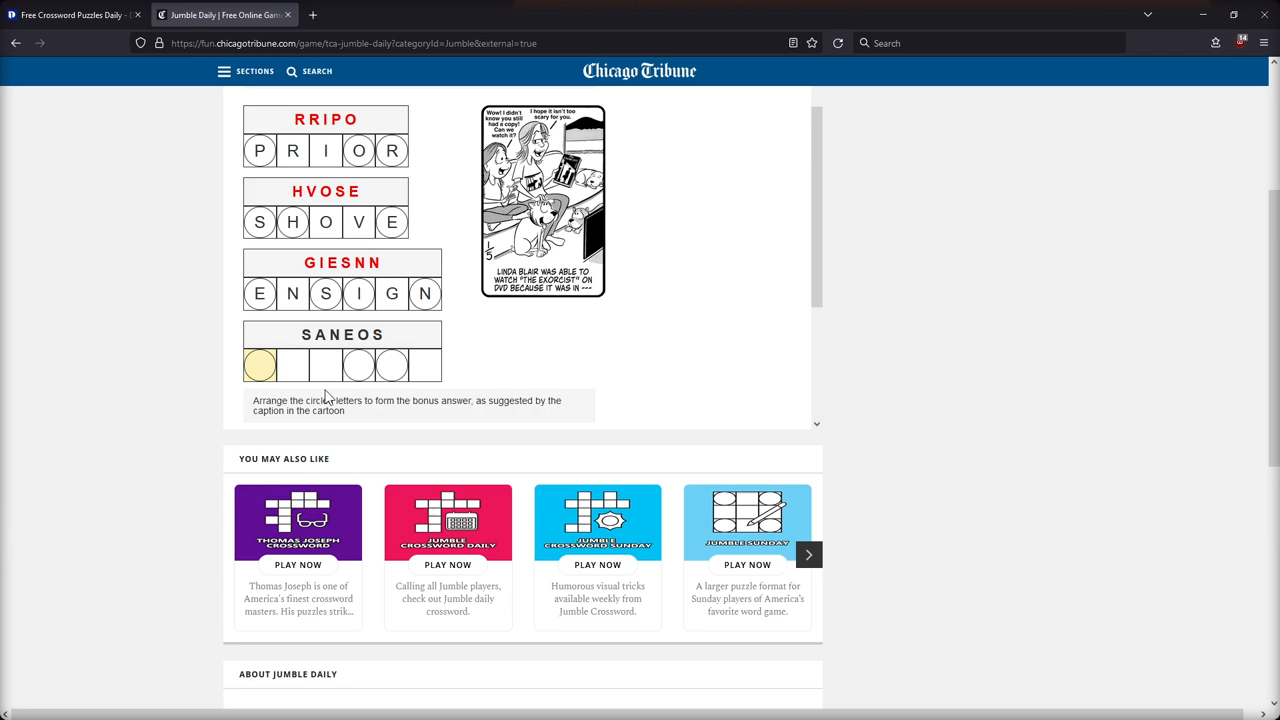 Free Crossword Puzzles Daily - D
Jumble Daily | Free Online Gam
https://fun.chicagotribune.com/game/tca-jumble-daily?categoryId=Jumble&external=true
Search
14
SECTIONS
SEARCH
Chicago Tribune
RRIPO
P R I O R
HVOSE
S H O V E
GIESNN
E N S I G N
SANEOS
Wow! I didn't
know you still
had a copy!
Can we
watch it?
I hope it isn't too
scary for you.
1/5
LINDA BLAIR WAS ABLE TO
WATCH "THE EXORCIST" ON
DVD BECAUSE IT WAS IN ---
Arrange the circled letters to form the bonus answer, as suggested by the
caption in the cartoon
YOU MAY ALSO LIKE
THOMAS JOSEPH
CROSSWORD
PLAY NOW
Thomas Joseph is one of
America's finest crossword
masters. His puzzles strik...
JUMBLE
CROSSWORD DAILY
PLAY NOW
Calling all Jumble players,
check out Jumble daily
crossword.
JUMBLE
CROSSWORD SUNDAY
PLAY NOW
Humorous visual tricks
available weekly from
Jumble Crossword.
JUMBLE SUNDAY
PLAY NOW
A larger puzzle format for
Sunday players of America's
favorite word game.
ABOUT JUMBLE DAILY